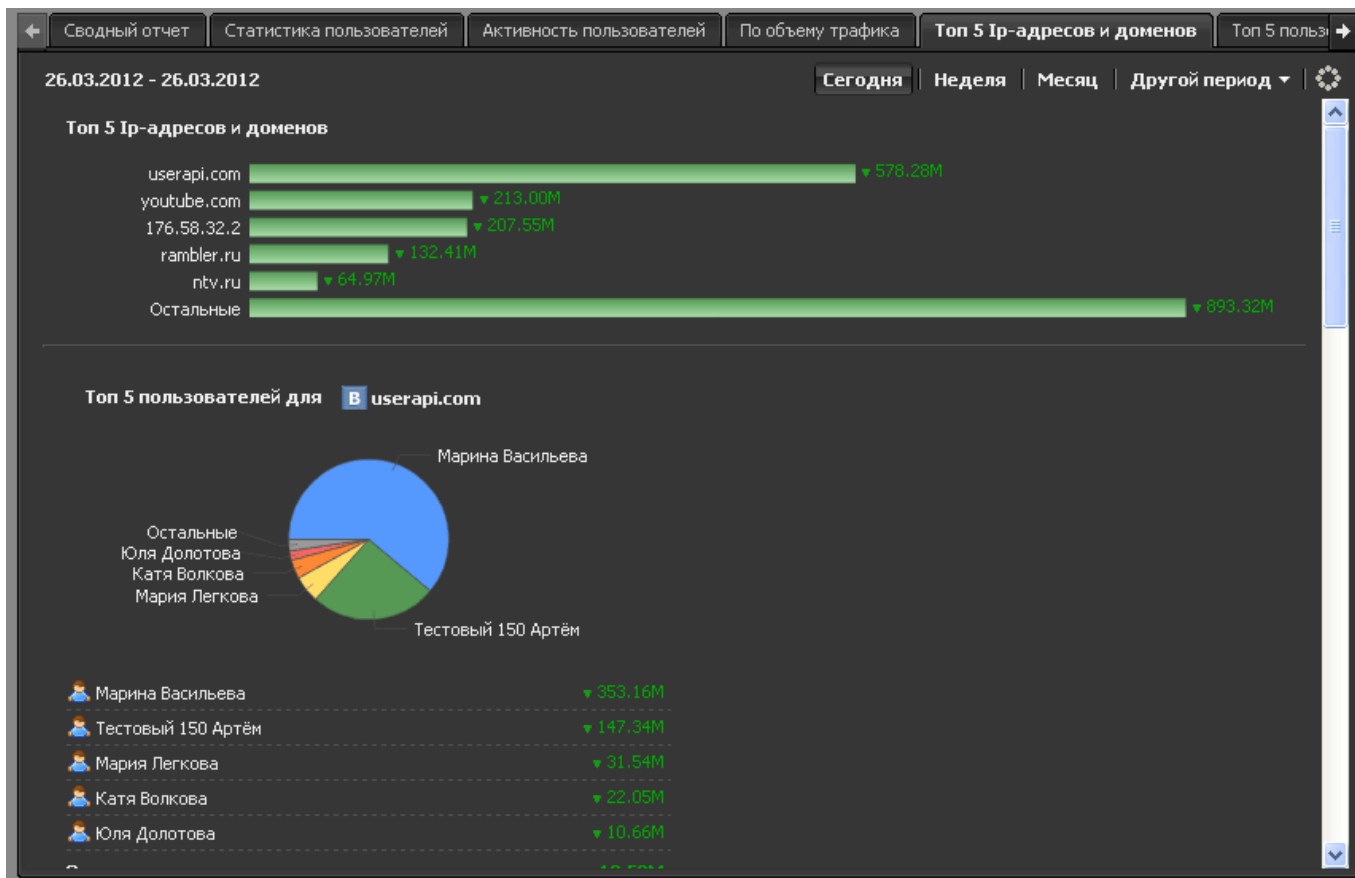 Сводный отчет Статистика пользователей Активность пользователей По объему трафика Топ 5 Ip-адресов и доменов Топ 5
26.03.2012 - 26.03.2012 Сегодня Неделя Месяц Другой период
Топ 5 Ip-адресов и доменов
userapi.com 578.28M
youtube.com 213.00M
176.58.32.2 207.55M
rambler.ru 132.41M
ntv.ru 64.97M
Остальные 893.32M
Топ 5 пользователей для B userapi.com
Марина Васильева
Остальные
Юля Долотова
Катя Волкова
Мария Легкова
Тестовый 150 Артём
Марина Васильева 353.16M
Тестовый 150 Артём 147.34M
Мария Легкова 31.54M
Катя Волкова 22.05M
Юля Долотова 10.66M